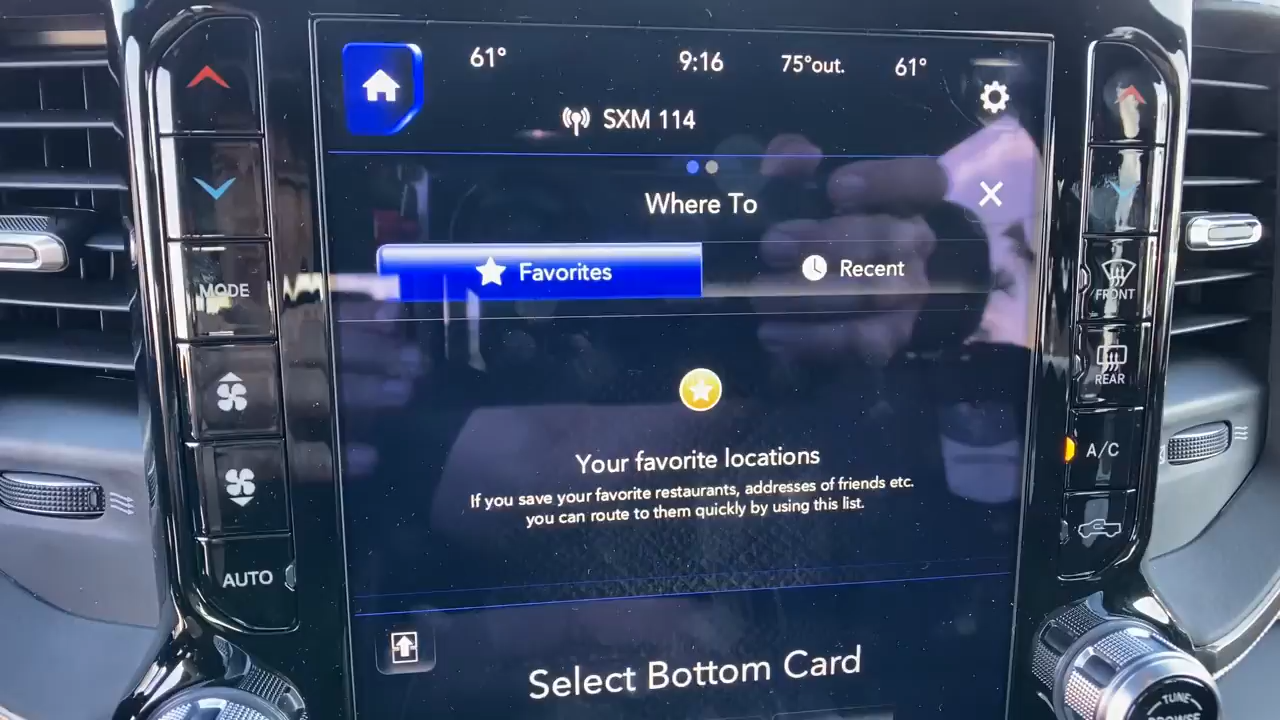 61° 9:16 75°out. 61°
SXM 114
Where To
Favorites Recent
MODE
FRONT
REAR
Your favorite locations
A/C
If you save your favorite restaurants, addresses of friends etc.
you can route to them quickly by using this list.
AUTO
Select Bottom Card
TUNE
BROWSE